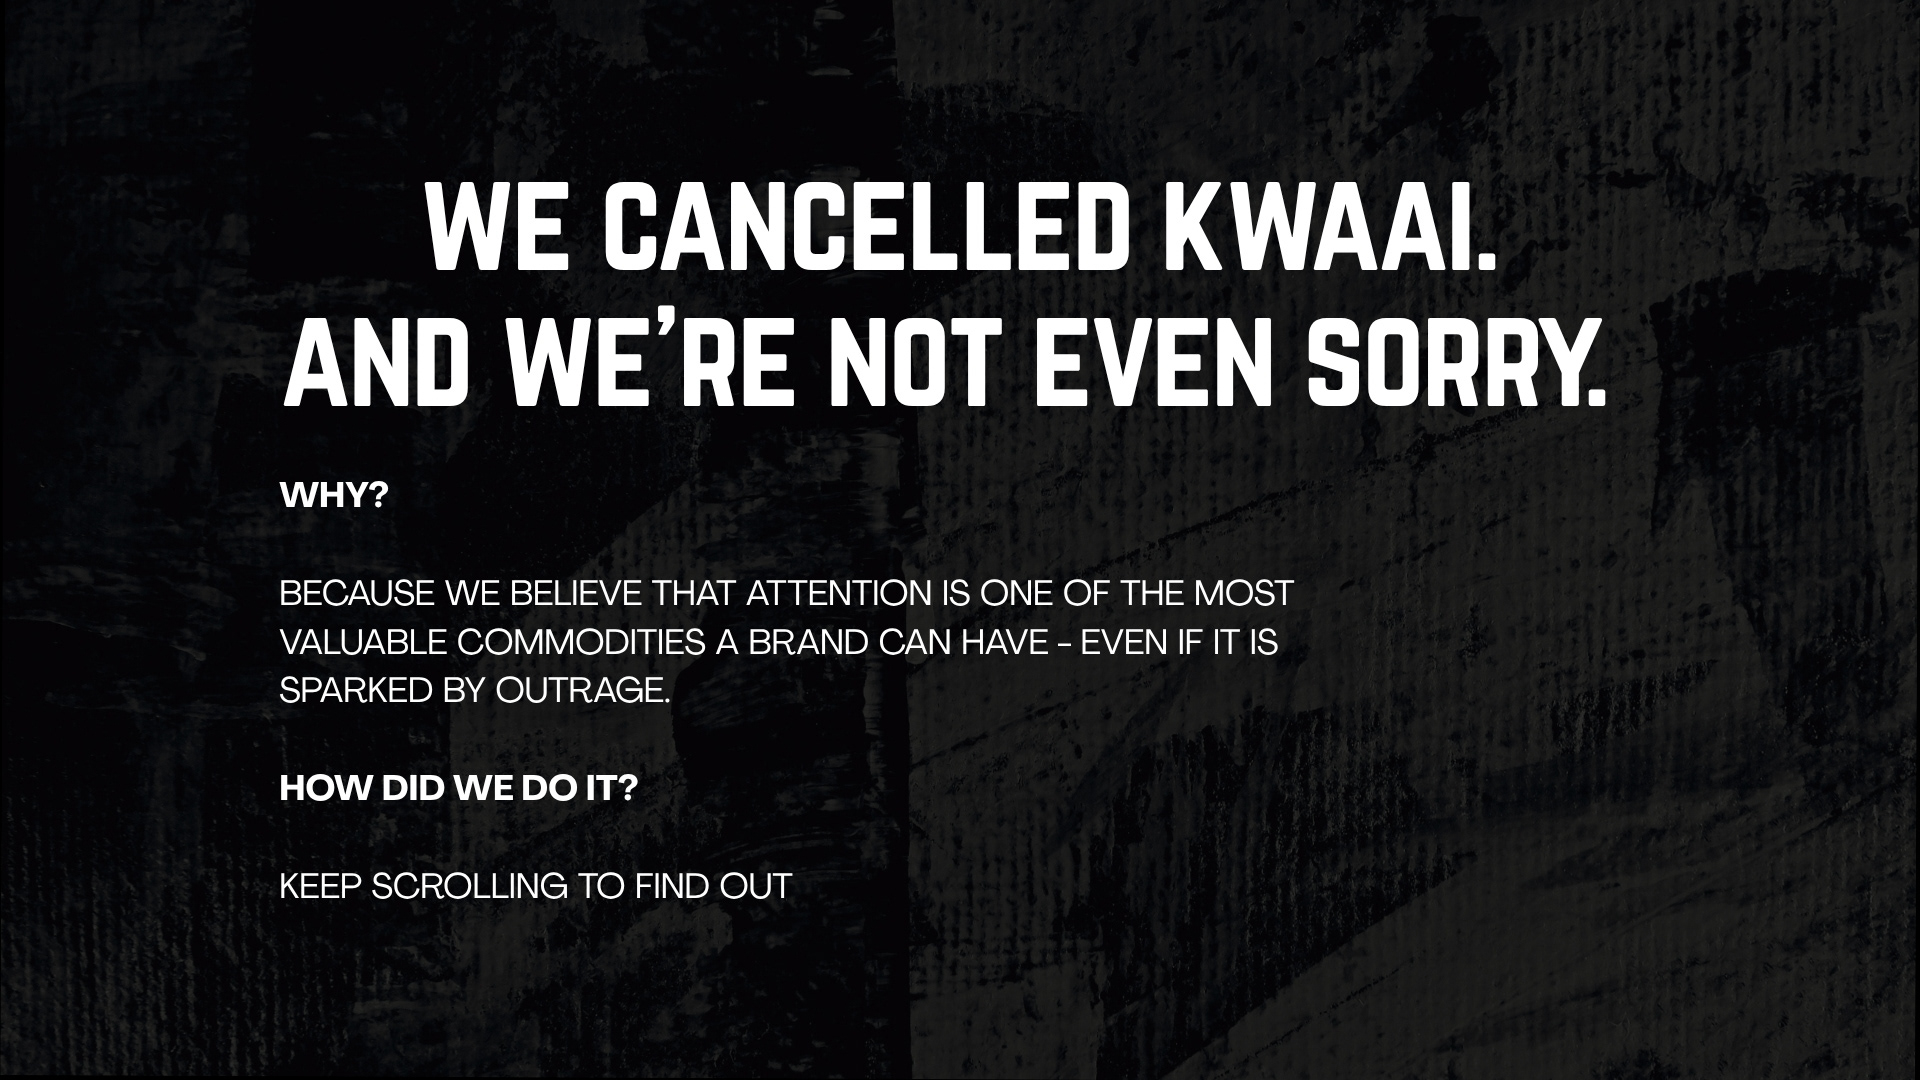 WE CANCELLED KWAAI.
AND WE’RE NOT EVEN SORRY.
WHY?
BECAUSE WE BELIEVE THAT ATTENTION IS ONE OF THE MOST
VALUABLE COMMODITIES A BRAND CAN HAVE – EVEN IF IT IS
SPARKED BY OUTRAGE.
HOW DID WE DO IT?
KEEP SCROLLING TO FIND OUT